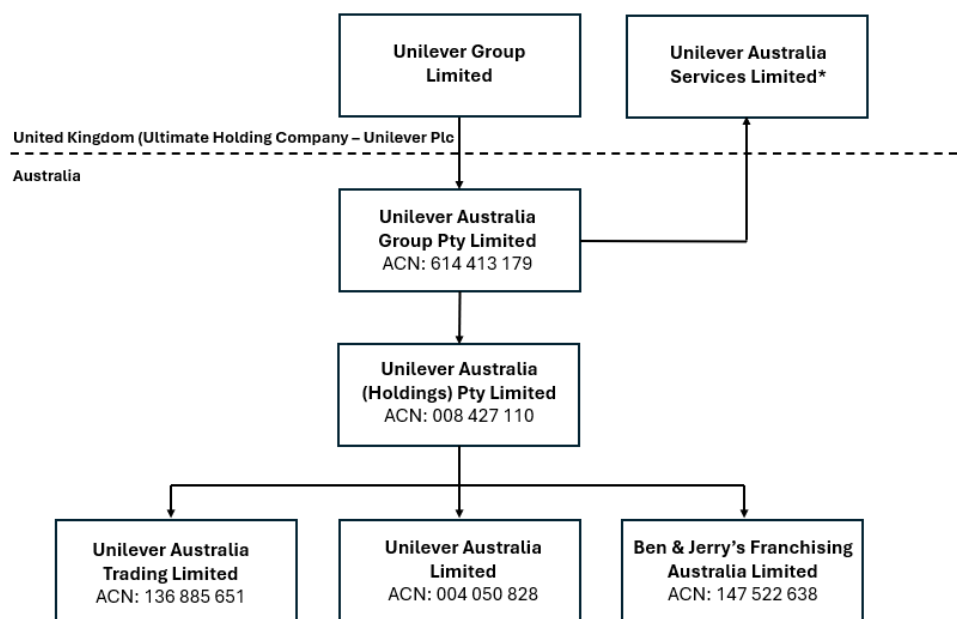 Unilever Group
Limited
Unilever Australia
Services Limited*
United Kingdom (Ultimate Holding Company – Unilever Plc
Australia
Unilever Australia
Group Pty Limited
ACN: 614 413 179
Unilever Australia
(Holdings) Pty Limited
ACN: 008 427 110
Unilever Australia
Trading Limited
ACN: 136 885 651
Unilever Australia
Limited
ACN: 004 050 828
Ben & Jerry’s Franchising
Australia Limited
ACN: 147 522 638